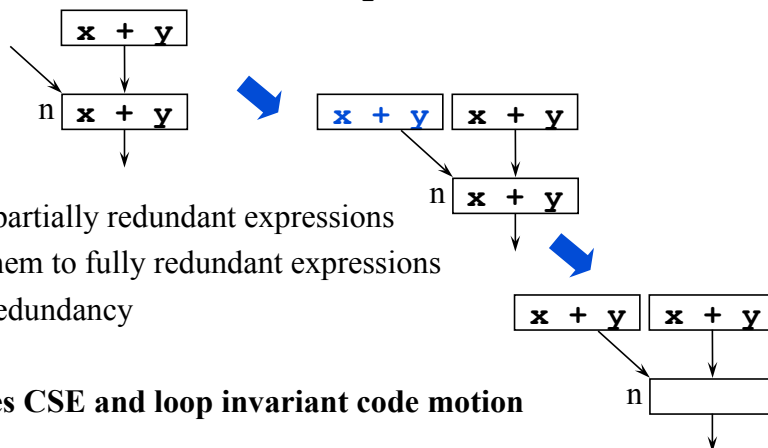 x + y
n x + y
x + y x + y
n x + y
partially redundant expressions
hem to fully redundant expressions
edundancy
x + y x + y
n
es CSE and loop invariant code motion